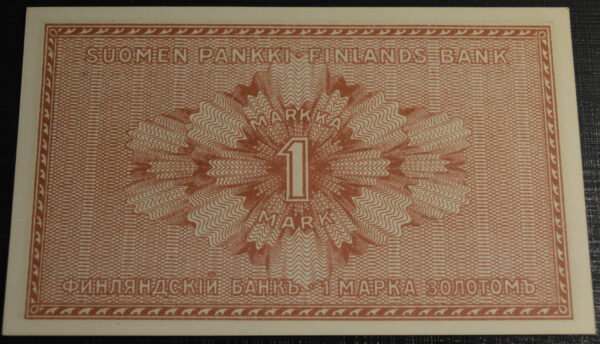 SUOMEN PANKKI · FINLANDS BANK
MARKKA
1
MARK
ФИНЛЯНДСКІЙ БАНКЪ · 1 МАРКА ЗОЛОТОМЪ